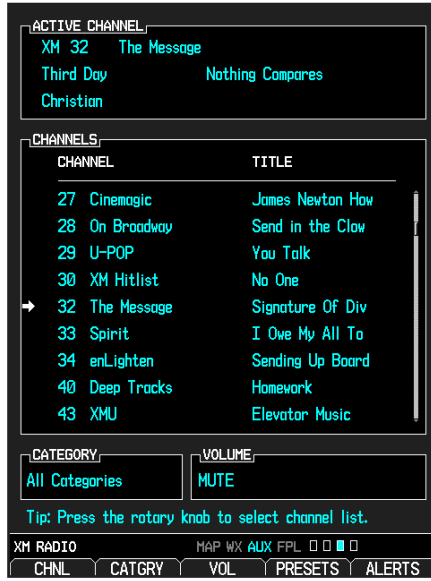 ACTIVE CHANNEL
XM 32 The Message
Third Day Nothing Compares
Christian
CHANNELS
CHANNEL TITLE
27 Cinemagic James Newton How
28 On Broadway Send in the Clow
29 U-POP You Talk
30 XM Hitlist No One
32 The Message Signature Of Div
33 Spirit I Owe My All To
34 enLighten Sending Up Board
40 Deep Tracks Homework
43 XMU Elevator Music
CATEGORY VOLUME
All Categories MUTE
Tip: Press the rotary knob to select channel list.
XM RADIO MAP WX AUX FPL
CHNL CATGRY VOL PRESETS ALERTS